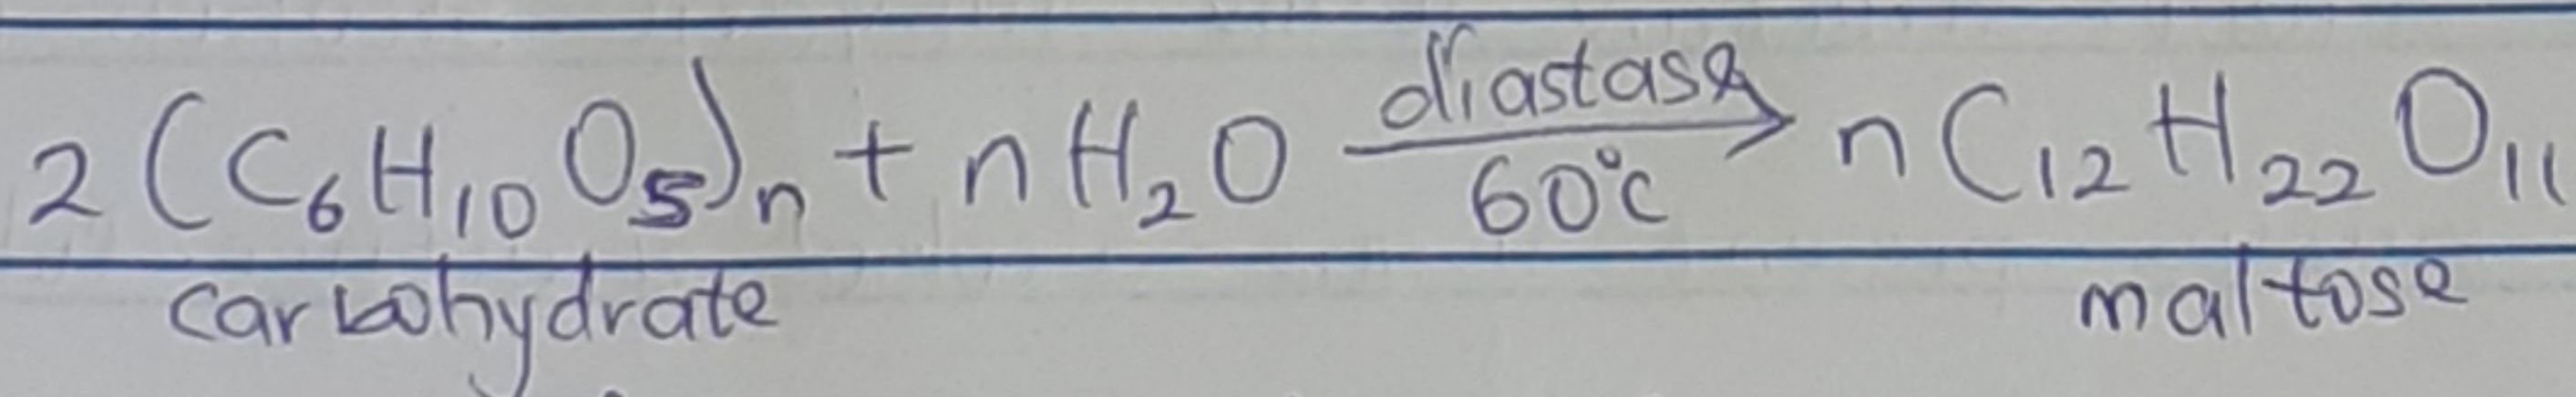 2(C₆H₁₀O₅)ₙ + nH₂O diastase → 60°C nC₁₂H₂₂O₁₁
carbohydrate maltose